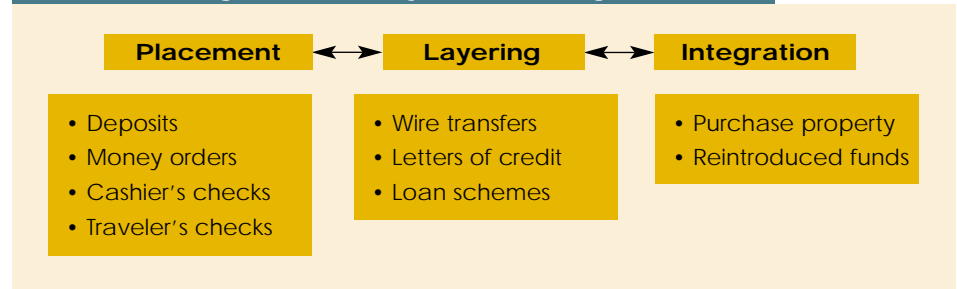 Placement Layering Integration
• Deposits
• Money orders
• Cashier's checks
• Traveler's checks
• Wire transfers
• Letters of credit
• Loan schemes
• Purchase property
• Reintroduced funds